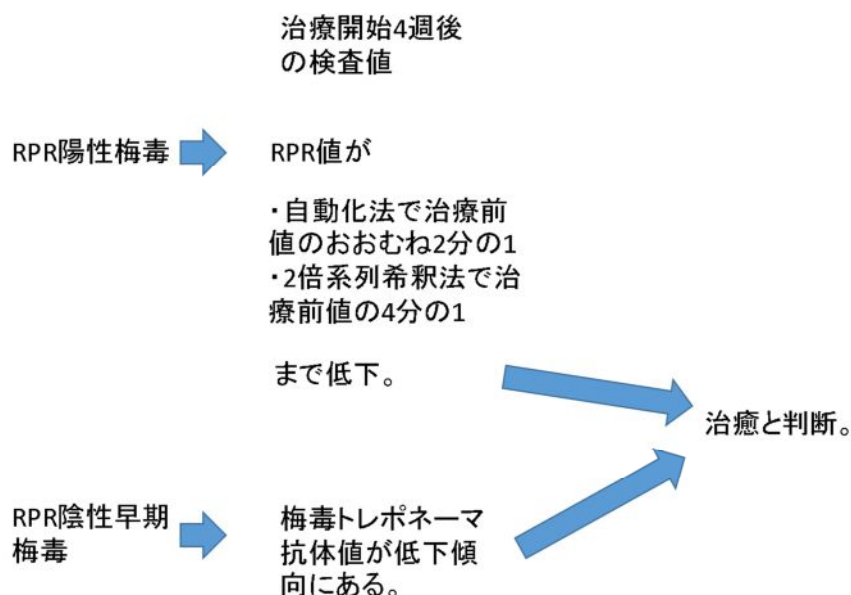 治療開始4週後
の検査値
RPR陽性梅毒
RPR値が
・自動化法で治療前
値のおおむね2分の1
・2倍系列希釈法で治
療前値の4分の1
まで低下。
治癒と判断。
RPR陰性早期
梅毒
梅毒トレポネーマ
抗体値が低下傾
向にある。